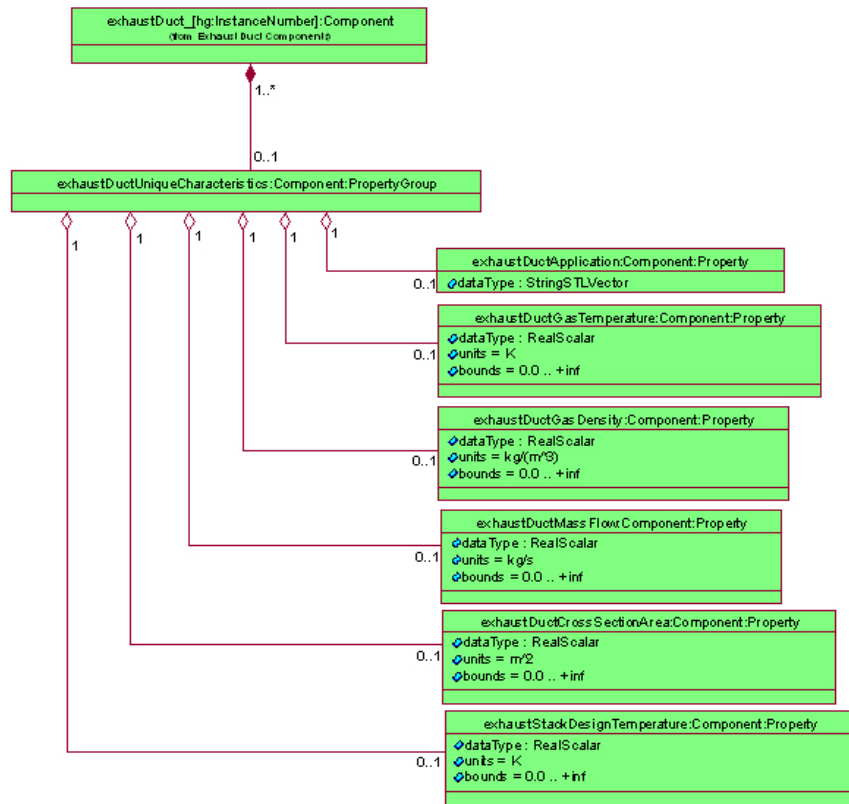 exhaustDuct_[hg:InstanceNumber]:Component
(from Exhaust Duct Components)
1..*
0..1
exhaustDuctUniqueCharacteristics:Component:PropertyGroup
1
1
1
1
1
1
exhaustDuctApplication:Component:Property
0..1
dataType : StringSTLVector
exhaustDuctGasTemperature:Component:Property
dataType : RealScalar
0..1
units = K
bounds = 0.0 .. +inf
exhaustDuctGasDensity:Component:Property
dataType : RealScalar
0..1
units = kg/(m^3)
bounds = 0.0 .. +inf
exhaustDuctMassFlow:Component:Property
dataType : RealScalar
0..1
units = kg/s
bounds = 0.0 .. +inf
exhaustDuctCrossSectionArea:Component:Property
dataType : RealScalar
0..1
units = m^2
bounds = 0.0 .. +inf
exhaustStackDesignTemperature:Component:Property
dataType : RealScalar
0..1
units = K
bounds = 0.0 .. +inf